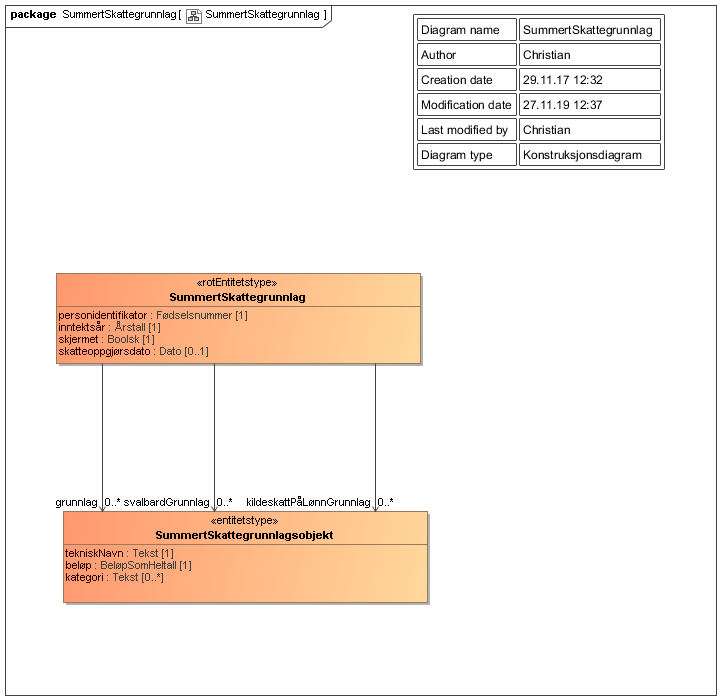 package SummertSkattegrunnlag[ SummertSkattegrunnlag ]
Diagram name SummertSkattegrunnlag
Author Christian
Creation date 29.11.17 12:32
Modification date 27.11.19 12:37
Last modified by Christian
Diagram type Konstruksjonsdiagram
«rotEntitetstype»
SummertSkattegrunnlag
personidentifikator : Fødselsnummer [1]
inntektsår : Årstall [1]
skjermet : Boolsk [1]
skatteoppgjørsdato : Dato [0..1]
grunnlag 0..* svalbardGrunnlag 0..* kildeskattPåLønnGrunnlag 0..*
«entitetstype»
SummertSkattegrunnlagsobjekt
tekniskNavn : Tekst [1]
beløp : BeløpSomHeltall [1]
kategori : Tekst [0..*]